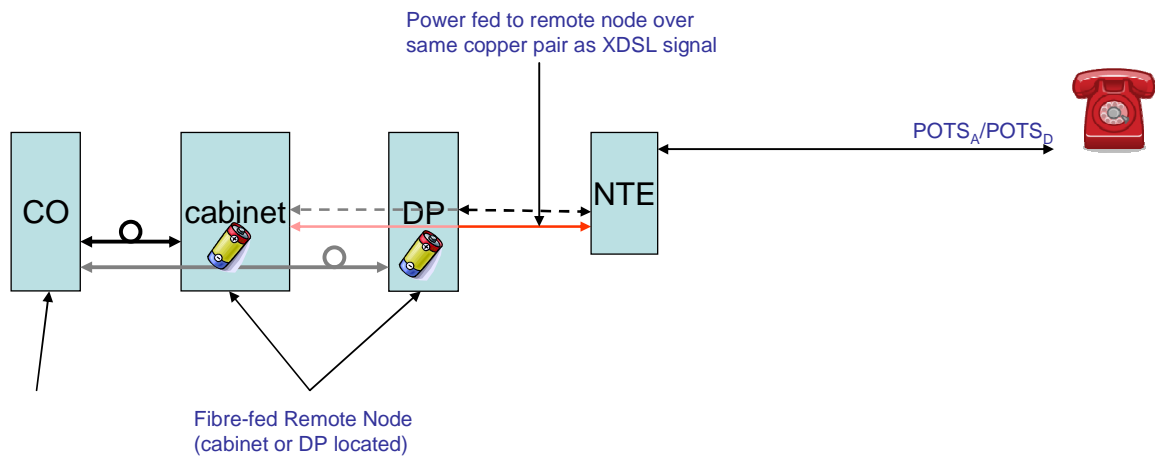 Power fed to remote node over
same copper pair as XDSL signal
POTSA/POTSD
CO
cabinet
DP
NTE
Fibre-fed Remote Node
(cabinet or DP located)